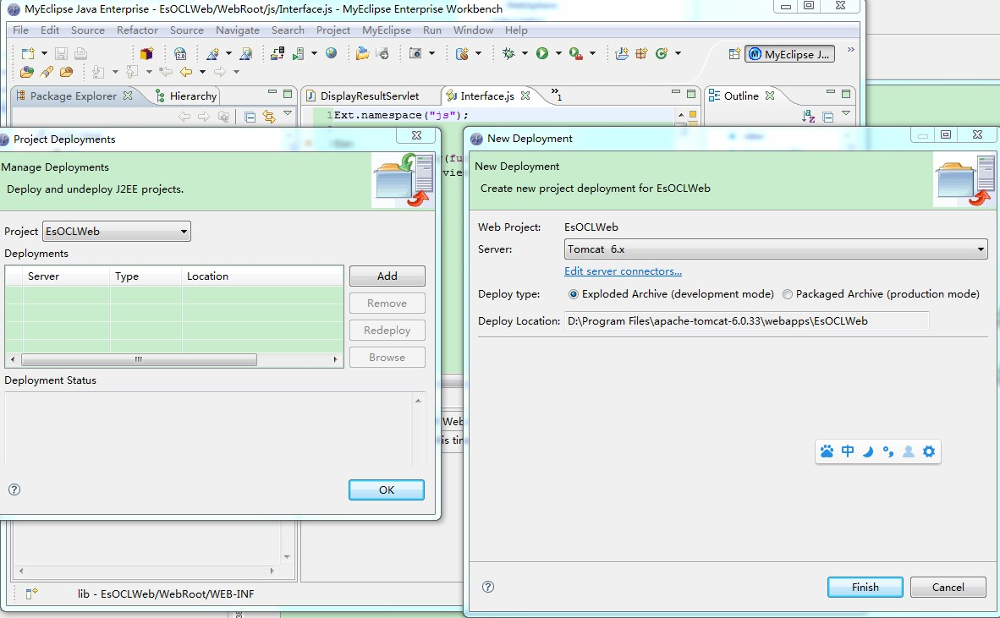 MyEclipse Java Enterprise - EsOCLWeb/WebRoot/js/Interface.js - MyEclipse Enterprise Workbench
File Edit Source Refactor Source Navigate Search Project MyEclipse Run Window Help
MyEclipse J... »
Package Explorer Hierarchy DisplayResultServlet Interface.js »1 Outline
1Ext.namespace("js");
Project Deployments
(fu
vie
Manage Deployments
Deploy and undeploy J2EE projects.
Project EsOCLWeb
Deployments
Server Type Location
Add
Remove
Redeploy
Browse
Deployment Status
Web
is tin
OK
lib - EsOCLWeb/WebRoot/WEB-INF
New Deployment
New Deployment
Create new project deployment for EsOCLWeb
Web Project: EsOCLWeb
Server: Tomcat 6.x
Edit server connectors...
Deploy type: Exploded Archive (development mode) Packaged Archive (production mode)
Deploy Location: D:\Program Files\apache-tomcat-6.0.33\webapps\EsOCLWeb
中
Finish Cancel